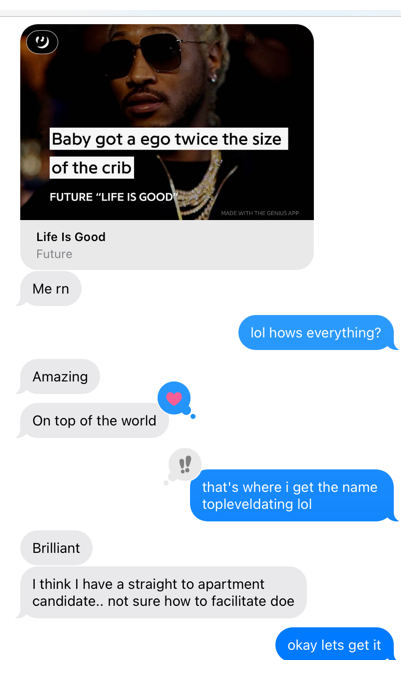 Baby got a ego twice the size
of the crib
FUTURE “LIFE IS GOOD”
MADE WITH THE GENIUS APP
Life Is Good
Future
Me rn
lol hows everything?
Amazing
On top of the world
!!
that's where i get the name
topleveldating lol
Brilliant
I think I have a straight to apartment
candidate.. not sure how to facilitate doe
okay lets get it